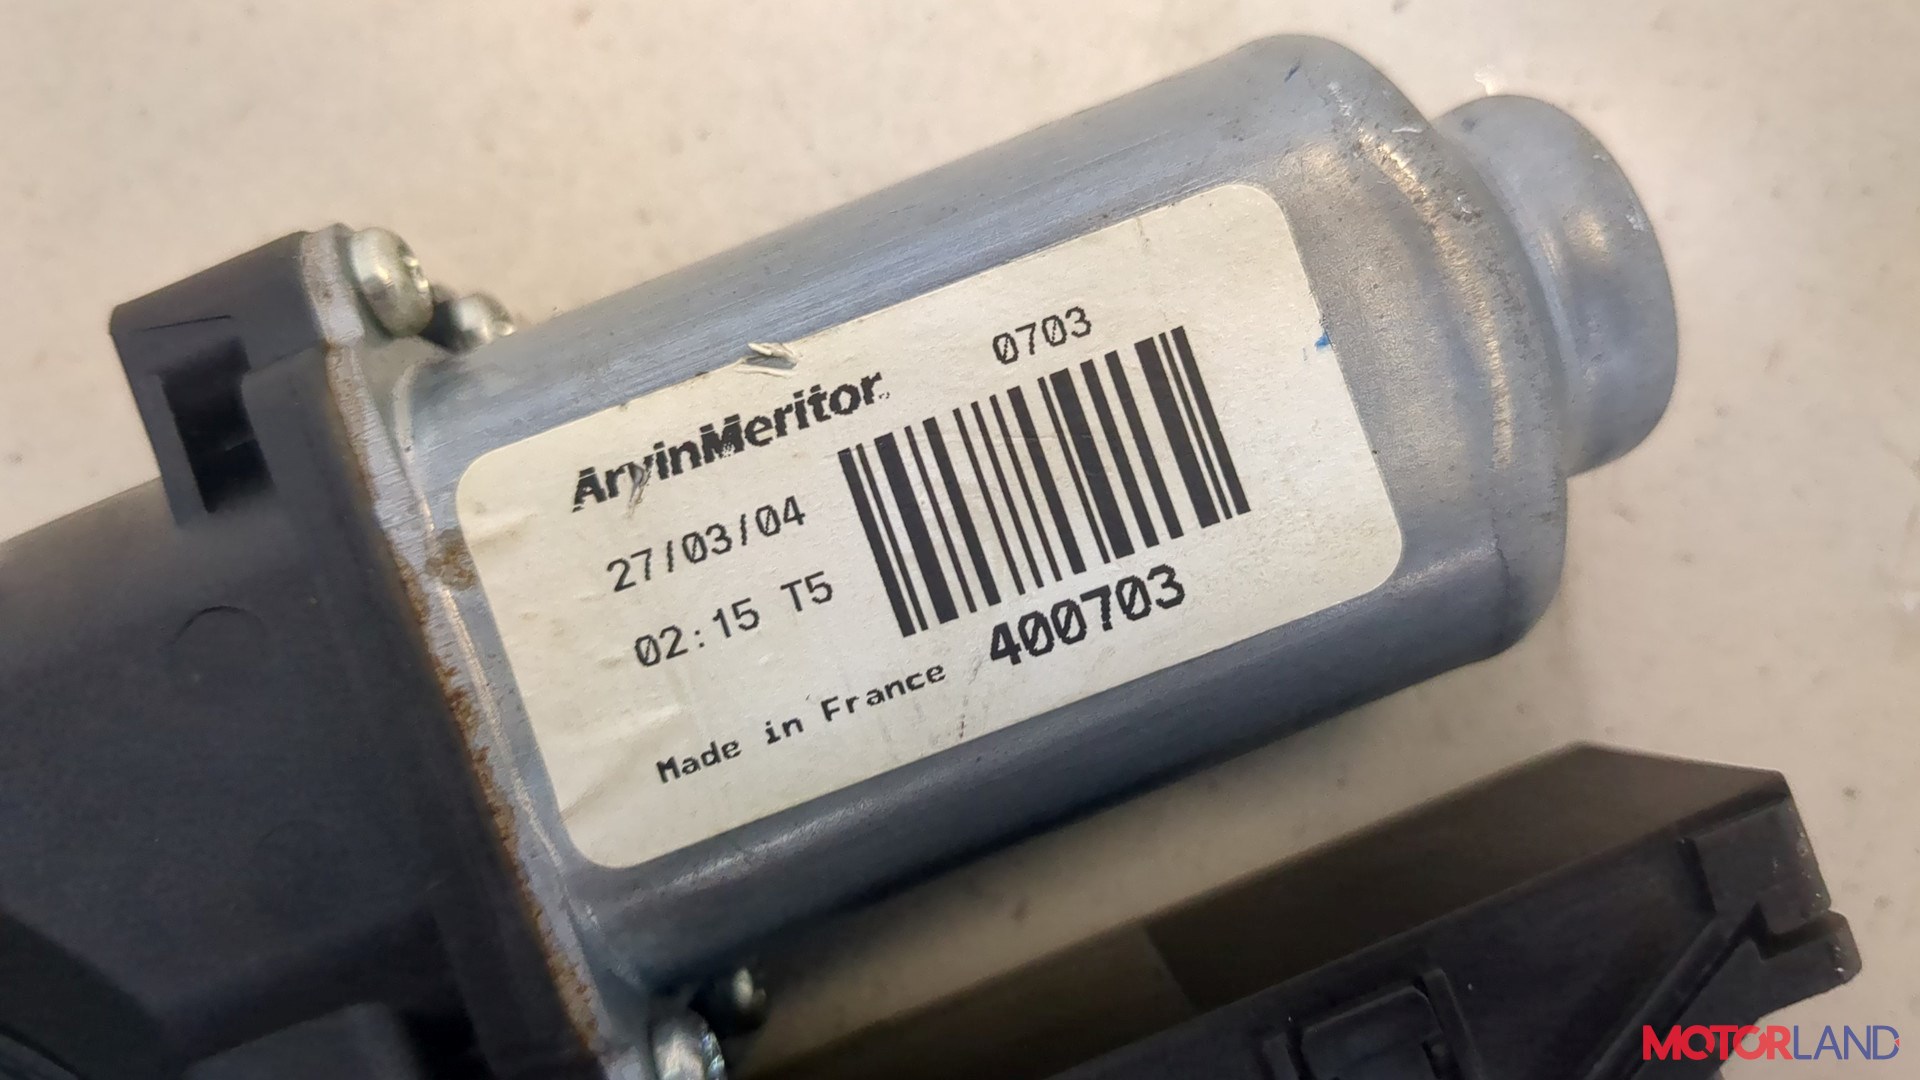 0703
ArvinMeritor
27/03/04
02:15 T5
400703
Made in France
MOTORLAND